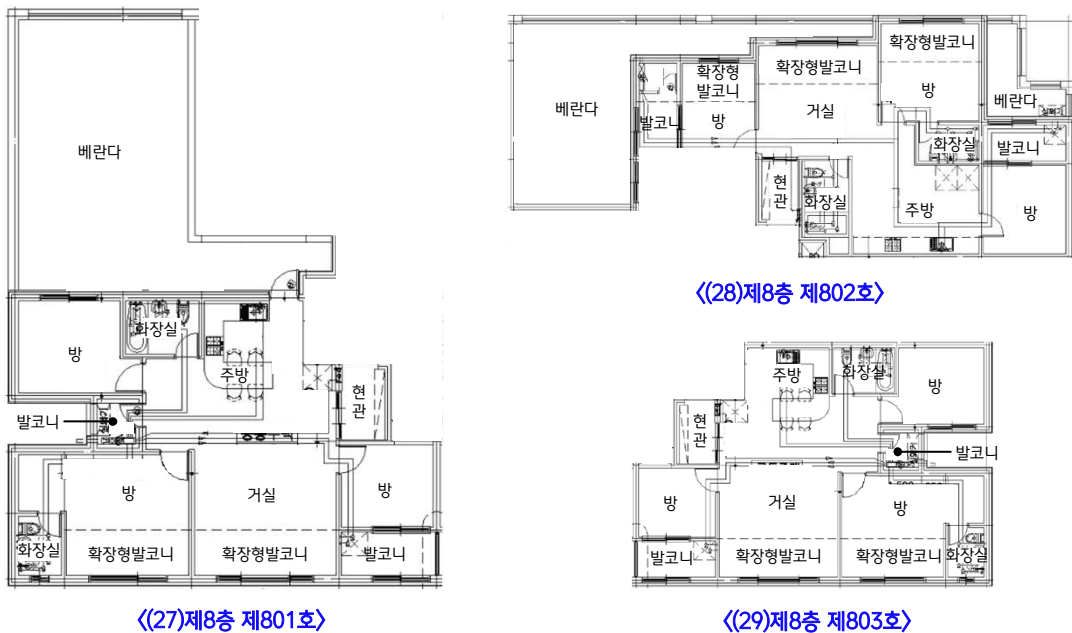 베란다
방
화장실
주방
현관
발코니
방
거실
방
화장실
확장형발코니
확장형발코니
발코니
〈(27)제8층 제801호〉
베란다
발코니
확장형
발코니
방
확장형발코니
거실
확장형발코니
방
베란다
실외기
화장실
발코니
현관
화장실
주방
방
〈(28)제8층 제802호〉
주방
화장실
방
현관
발코니
방
거실
방
발코니
확장형발코니
확장형발코니
화장실
〈(29)제8층 제803호〉